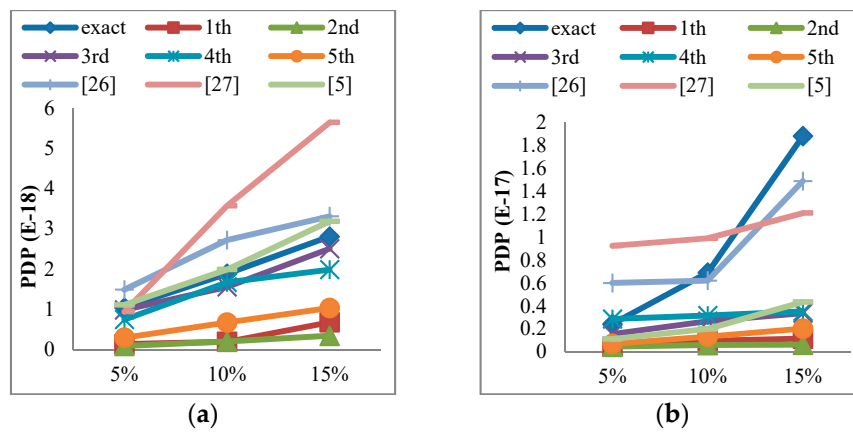 exact 1th 2nd
3rd 4th 5th
[26] [27] [5]
PDP (E-18)
6
5
4
3
2
1
0
5% 10% 15%
(a)
exact 1th 2nd
3rd 4th 5th
[26] [27] [5]
PDP (E-17)
2
1.8
1.6
1.4
1.2
1
0.8
0.6
0.4
0.2
0
5% 10% 15%
(b)